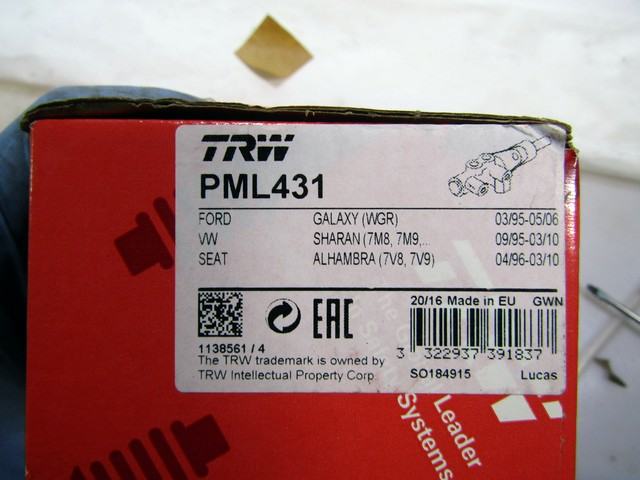 TRW
PML431
FORD GALAXY (WGR) 03/95-05/06
VW SHARAN (7M8, 7M9,... 09/95-03/10
SEAT ALHAMBRA (7V8, 7V9) 04/96-03/10
20/16 Made in EU GWN
EAC
1138561 / 4
3 322937 391837
The TRW trademark is owned by
TRW Intellectual Property Corp
SO184915 Lucas
Leader
Systems